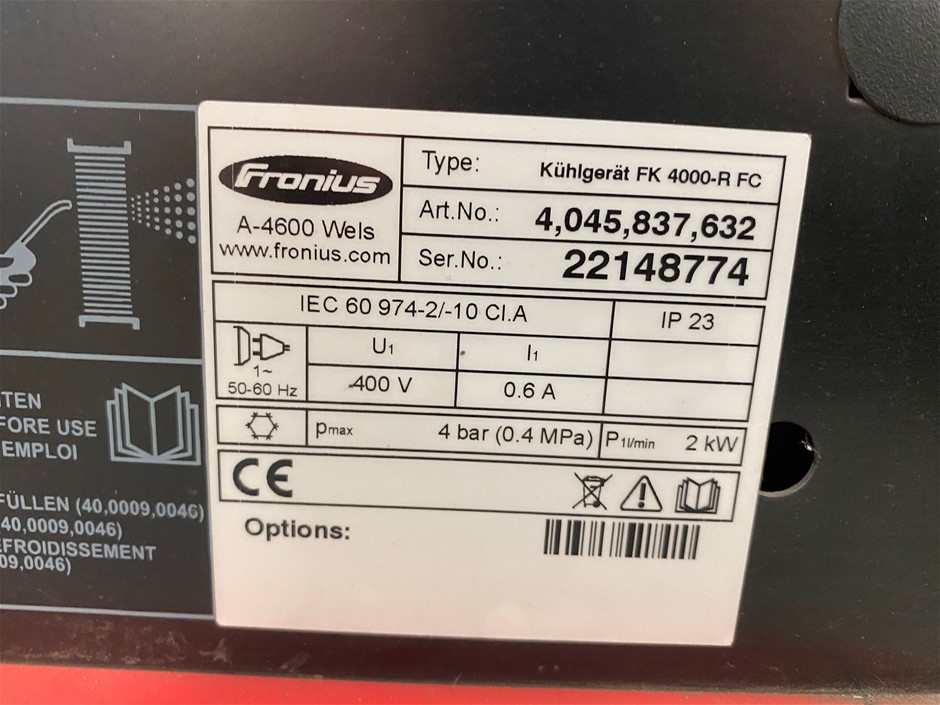 Fronius
A-4600 Wels
www.fronius.com
Type: Kühlgerät FK 4000-R FC
Art.No.: 4,045,837,632
Ser.No.: 22148774
IEC 60 974-2/-10 Cl.A IP 23
1~
50-60 Hz
U1 I1
400 V 0.6 A
pmax 4 bar (0.4 MPa) P1l/min 2 kW
CE
Options:
ITEN
FORE USE
EMPLOI
FÜLLEN (40,0009,0046)
40,0009,0046)
EFROIDISSEMENT
09,0046)